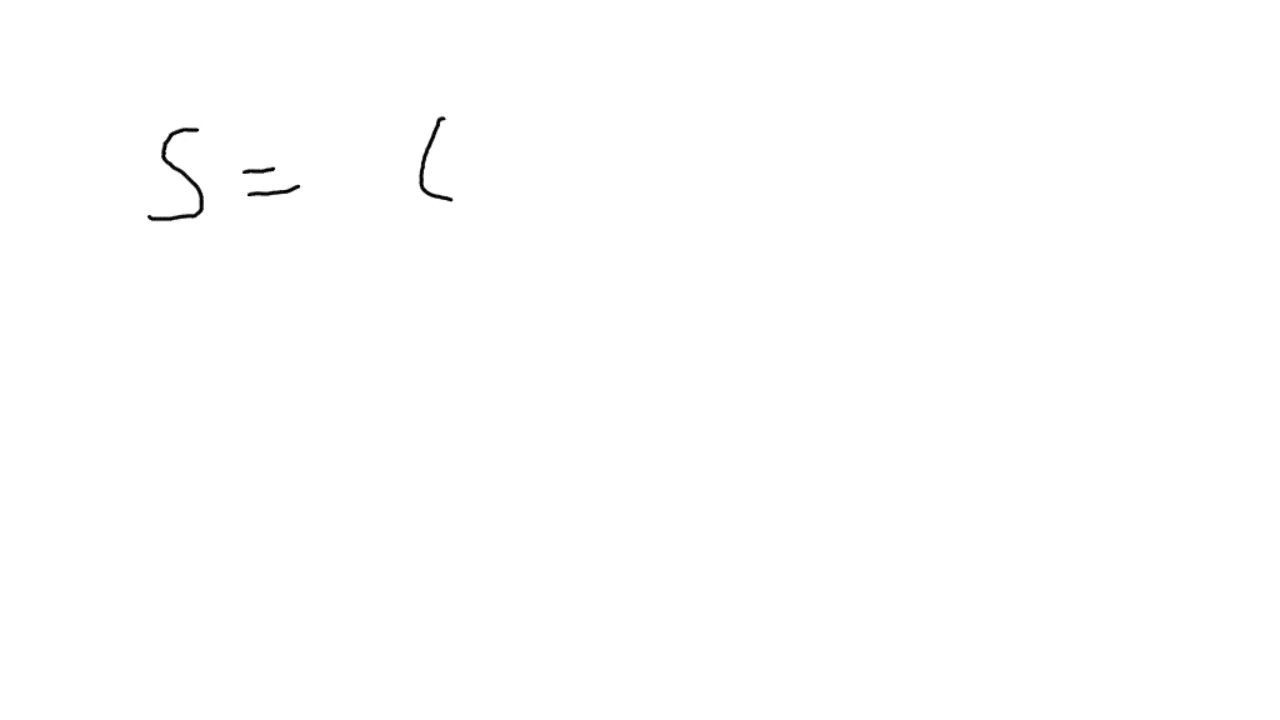 S = (